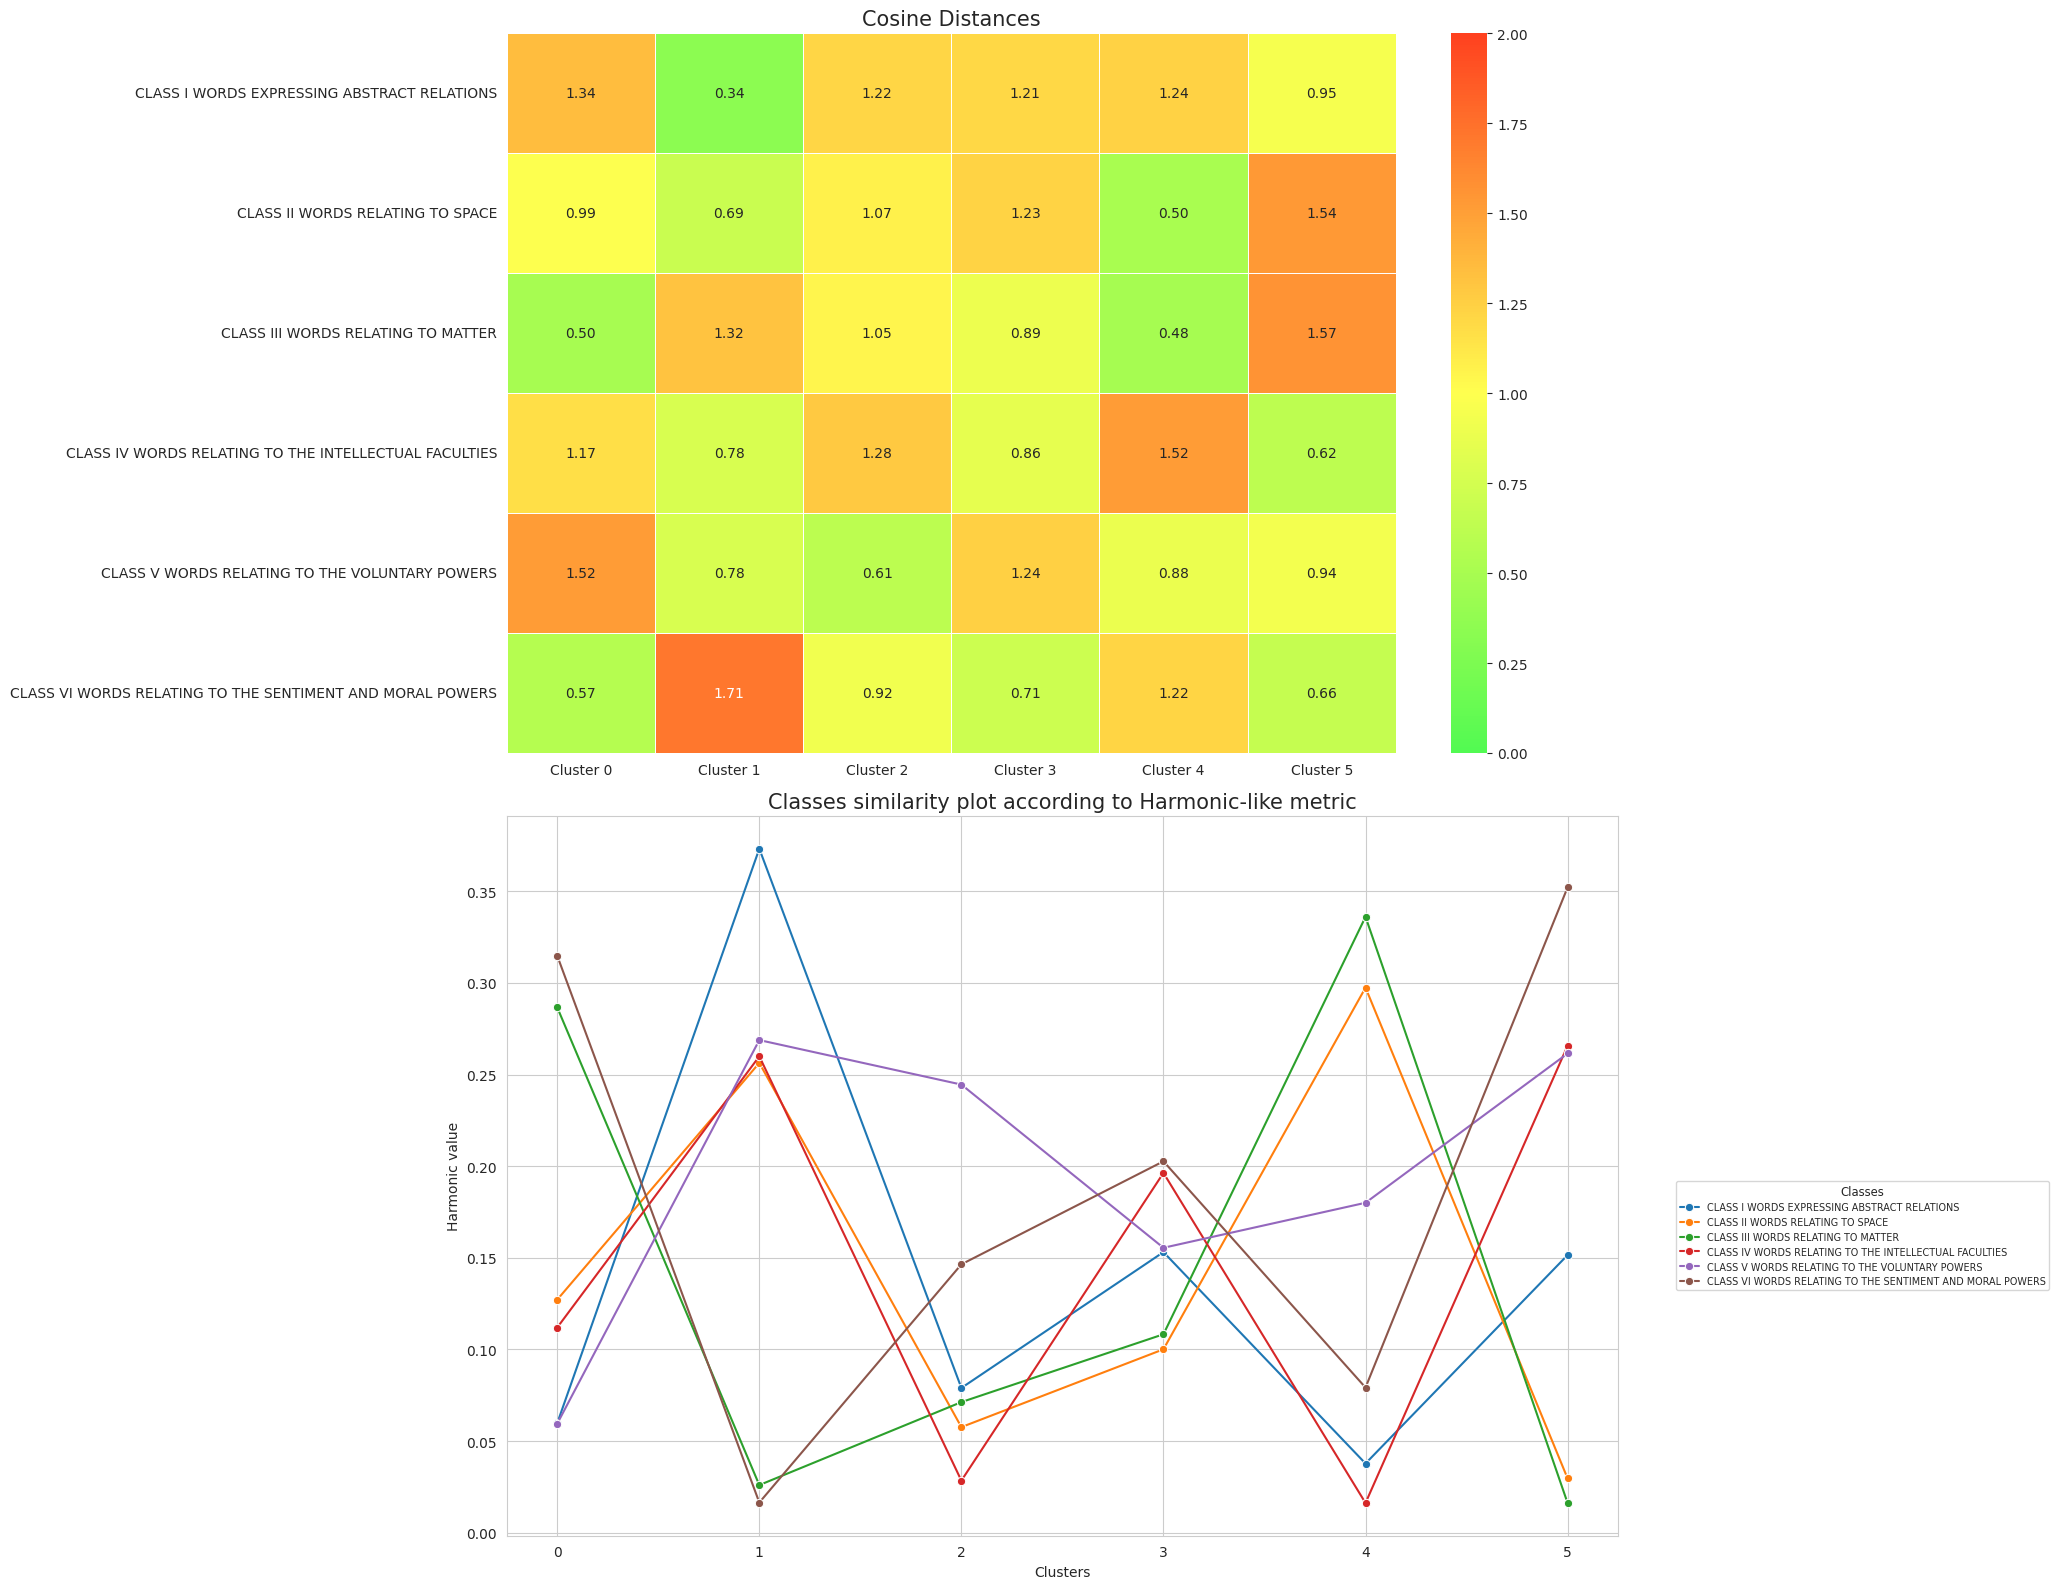 Cosine Distances
CLASS I WORDS EXPRESSING ABSTRACT RELATIONS 1.34 0.34 1.22 1.21 1.24 0.95
CLASS II WORDS RELATING TO SPACE 0.99 0.69 1.07 1.23 0.50 1.54
CLASS III WORDS RELATING TO MATTER 0.50 1.32 1.05 0.89 0.48 1.57
CLASS IV WORDS RELATING TO THE INTELLECTUAL FACULTIES 1.17 0.78 1.28 0.86 1.52 0.62
CLASS V WORDS RELATING TO THE VOLUNTARY POWERS 1.52 0.78 0.61 1.24 0.88 0.94
CLASS VI WORDS RELATING TO THE SENTIMENT AND MORAL POWERS 0.57 1.71 0.92 0.71 1.22 0.66
Cluster 0 Cluster 1 Cluster 2 Cluster 3 Cluster 4 Cluster 5
2.00
1.75
1.50
1.25
1.00
0.75
0.50
0.25
0.00
Classes similarity plot according to Harmonic-like metric
Harmonic value
0.35
0.30
0.25
0.20
0.15
0.10
0.05
0.00
0 1 2 3 4 5
Clusters
Classes
CLASS I WORDS EXPRESSING ABSTRACT RELATIONS
CLASS II WORDS RELATING TO SPACE
CLASS III WORDS RELATING TO MATTER
CLASS IV WORDS RELATING TO THE INTELLECTUAL FACULTIES
CLASS V WORDS RELATING TO THE VOLUNTARY POWERS
CLASS VI WORDS RELATING TO THE SENTIMENT AND MORAL POWERS